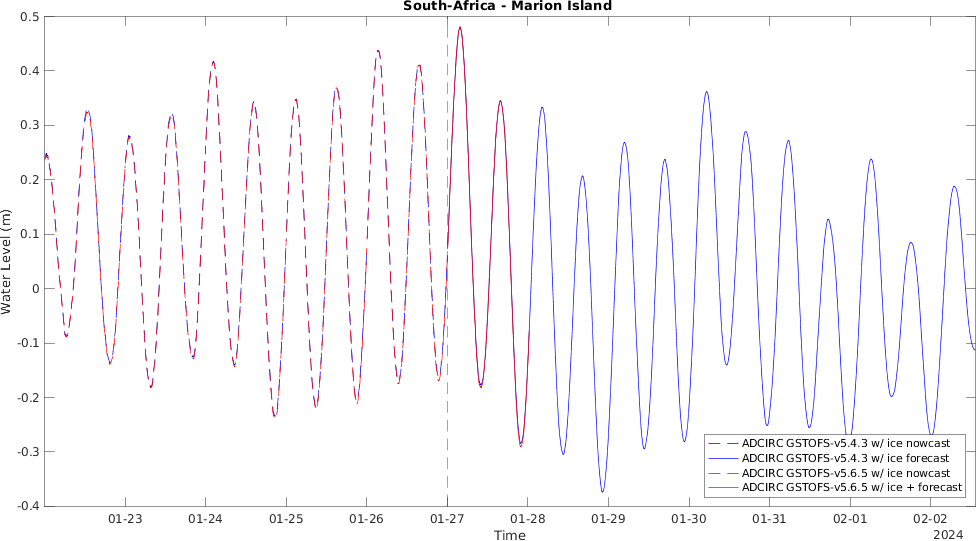 South-Africa - Marion Island
0.5
0.4
0.3
0.2
0.1
0
-0.1
-0.2
-0.3
-0.4
Water Level (m)
01-23 01-24 01-25 01-26 01-27 01-28 01-29 01-30 01-31 02-01 02-02
Time
2024
ADCIRC GSTOFS-v5.4.3 w/ ice nowcast
ADCIRC GSTOFS-v5.4.3 w/ ice forecast
ADCIRC GSTOFS-v5.6.5 w/ ice nowcast
ADCIRC GSTOFS-v5.6.5 w/ ice + forecast